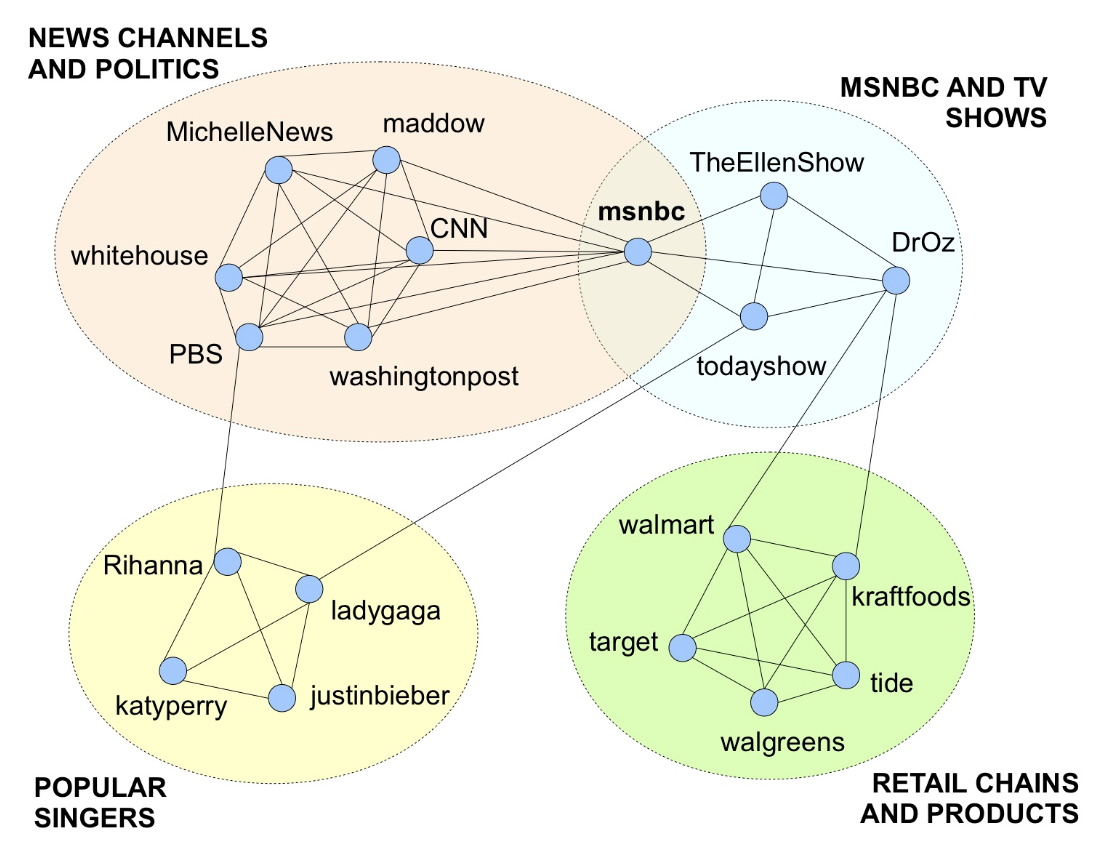 NEWS CHANNELS
AND POLITICS
MSNBC AND TV
SHOWS
MichelleNews
maddow
TheEllenShow
msnbc
CNN
DrOz
whitehouse
PBS
washingtonpost
todayshow
walmart
Rihanna
kraftfoods
ladygaga
target
tide
katyperry
justinbieber
walgreens
POPULAR
SINGERS
RETAIL CHAINS
AND PRODUCTS